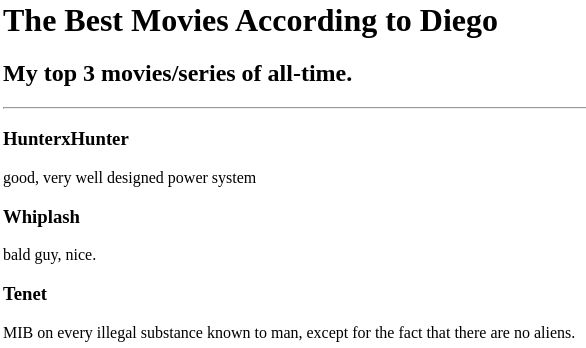 The Best Movies According to Diego
My top 3 movies/series of all-time.
HunterxHunter
good, very well designed power system
Whiplash
bald guy, nice.
Tenet
MIB on every illegal substance known to man, except for the fact that there are no aliens.